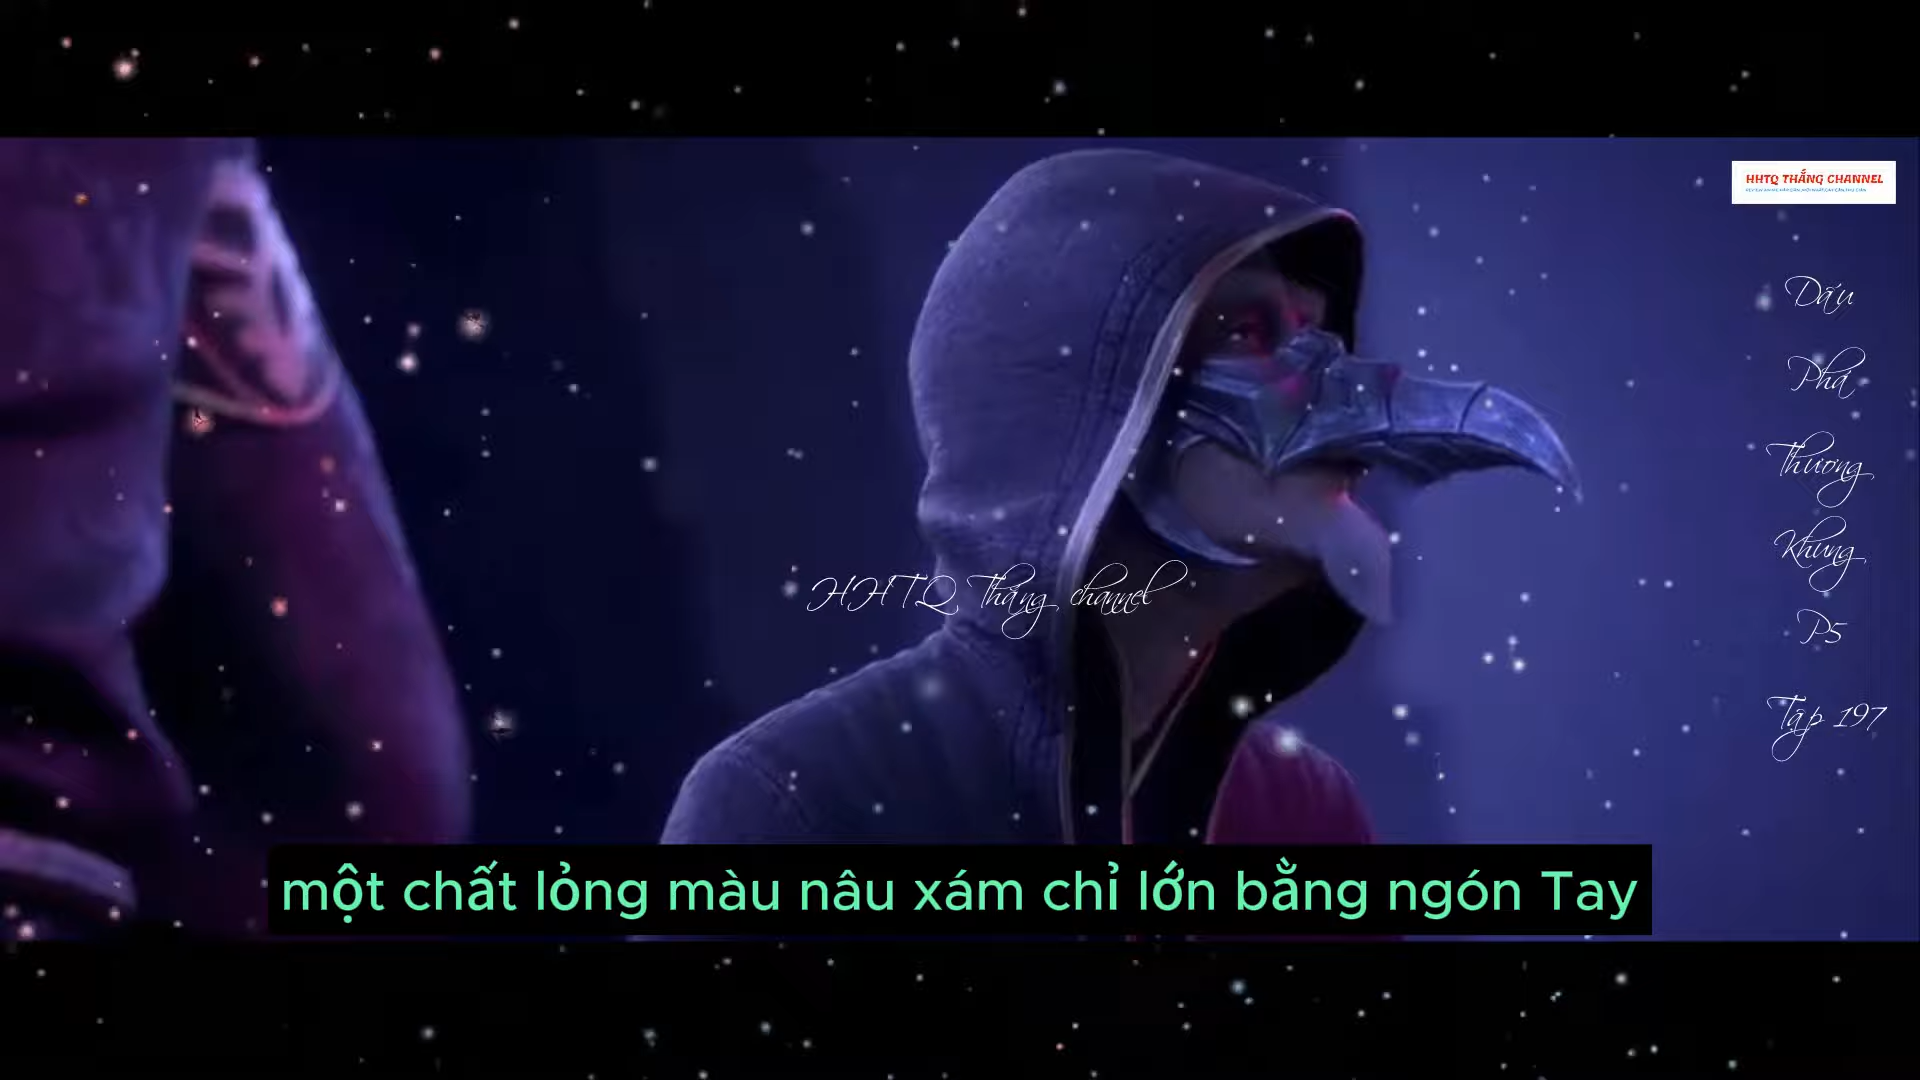 HHTQ THẮNG CHANNEL
Dấu
Phá
Thương
Khung
P5
Tập 197
HHTQ Thắng channel
một chất lỏng màu nâu xám chỉ lớn bằng ngón Tay